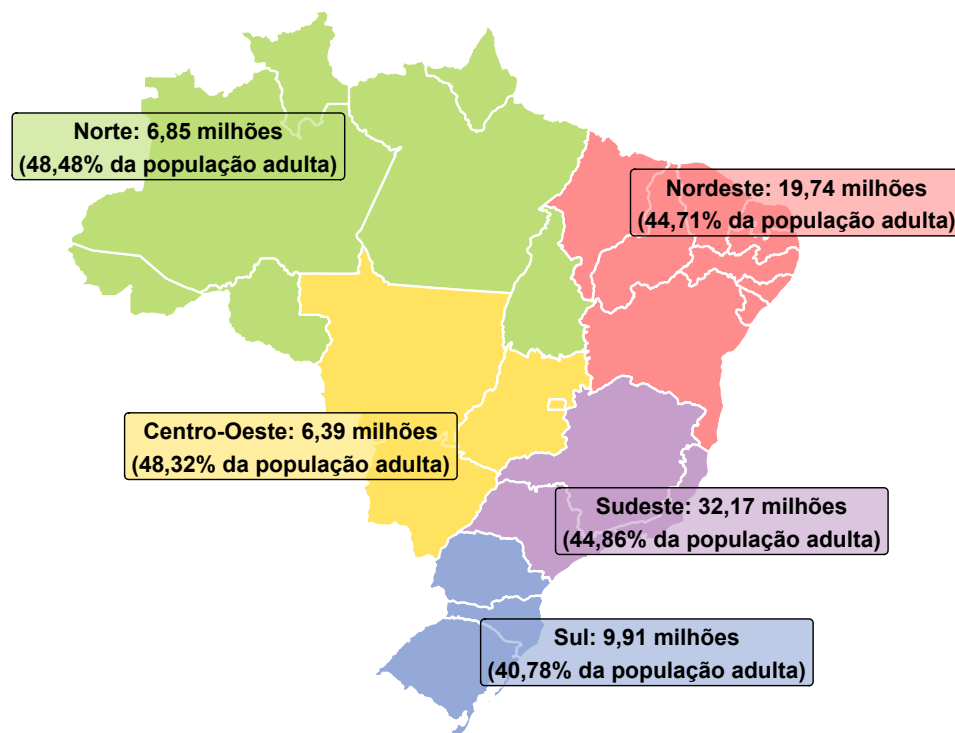 Norte: 6,85 milhões
(48,48% da população adulta)
Nordeste: 19,74 milhões
(44,71% da população adulta)
Centro-Oeste: 6,39 milhões
(48,32% da população adulta)
Sudeste: 32,17 milhões
(44,86% da população adulta)
Sul: 9,91 milhões
(40,78% da população adulta)